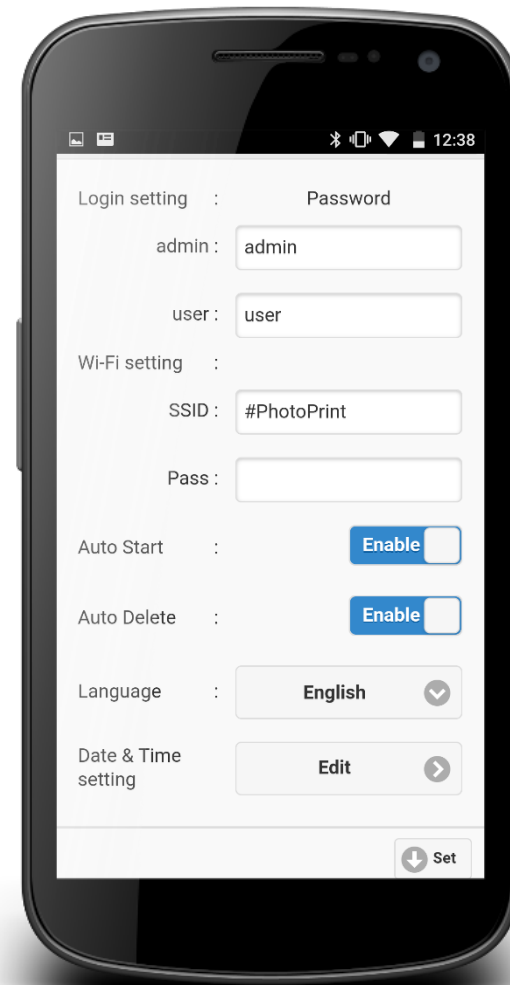 12:38
Login setting : Password
admin : admin
user : user
Wi-Fi setting :
SSID : #PhotoPrint
Pass :
Auto Start : Enable
Auto Delete : Enable
Language : English
Date & Time
setting Edit
Set